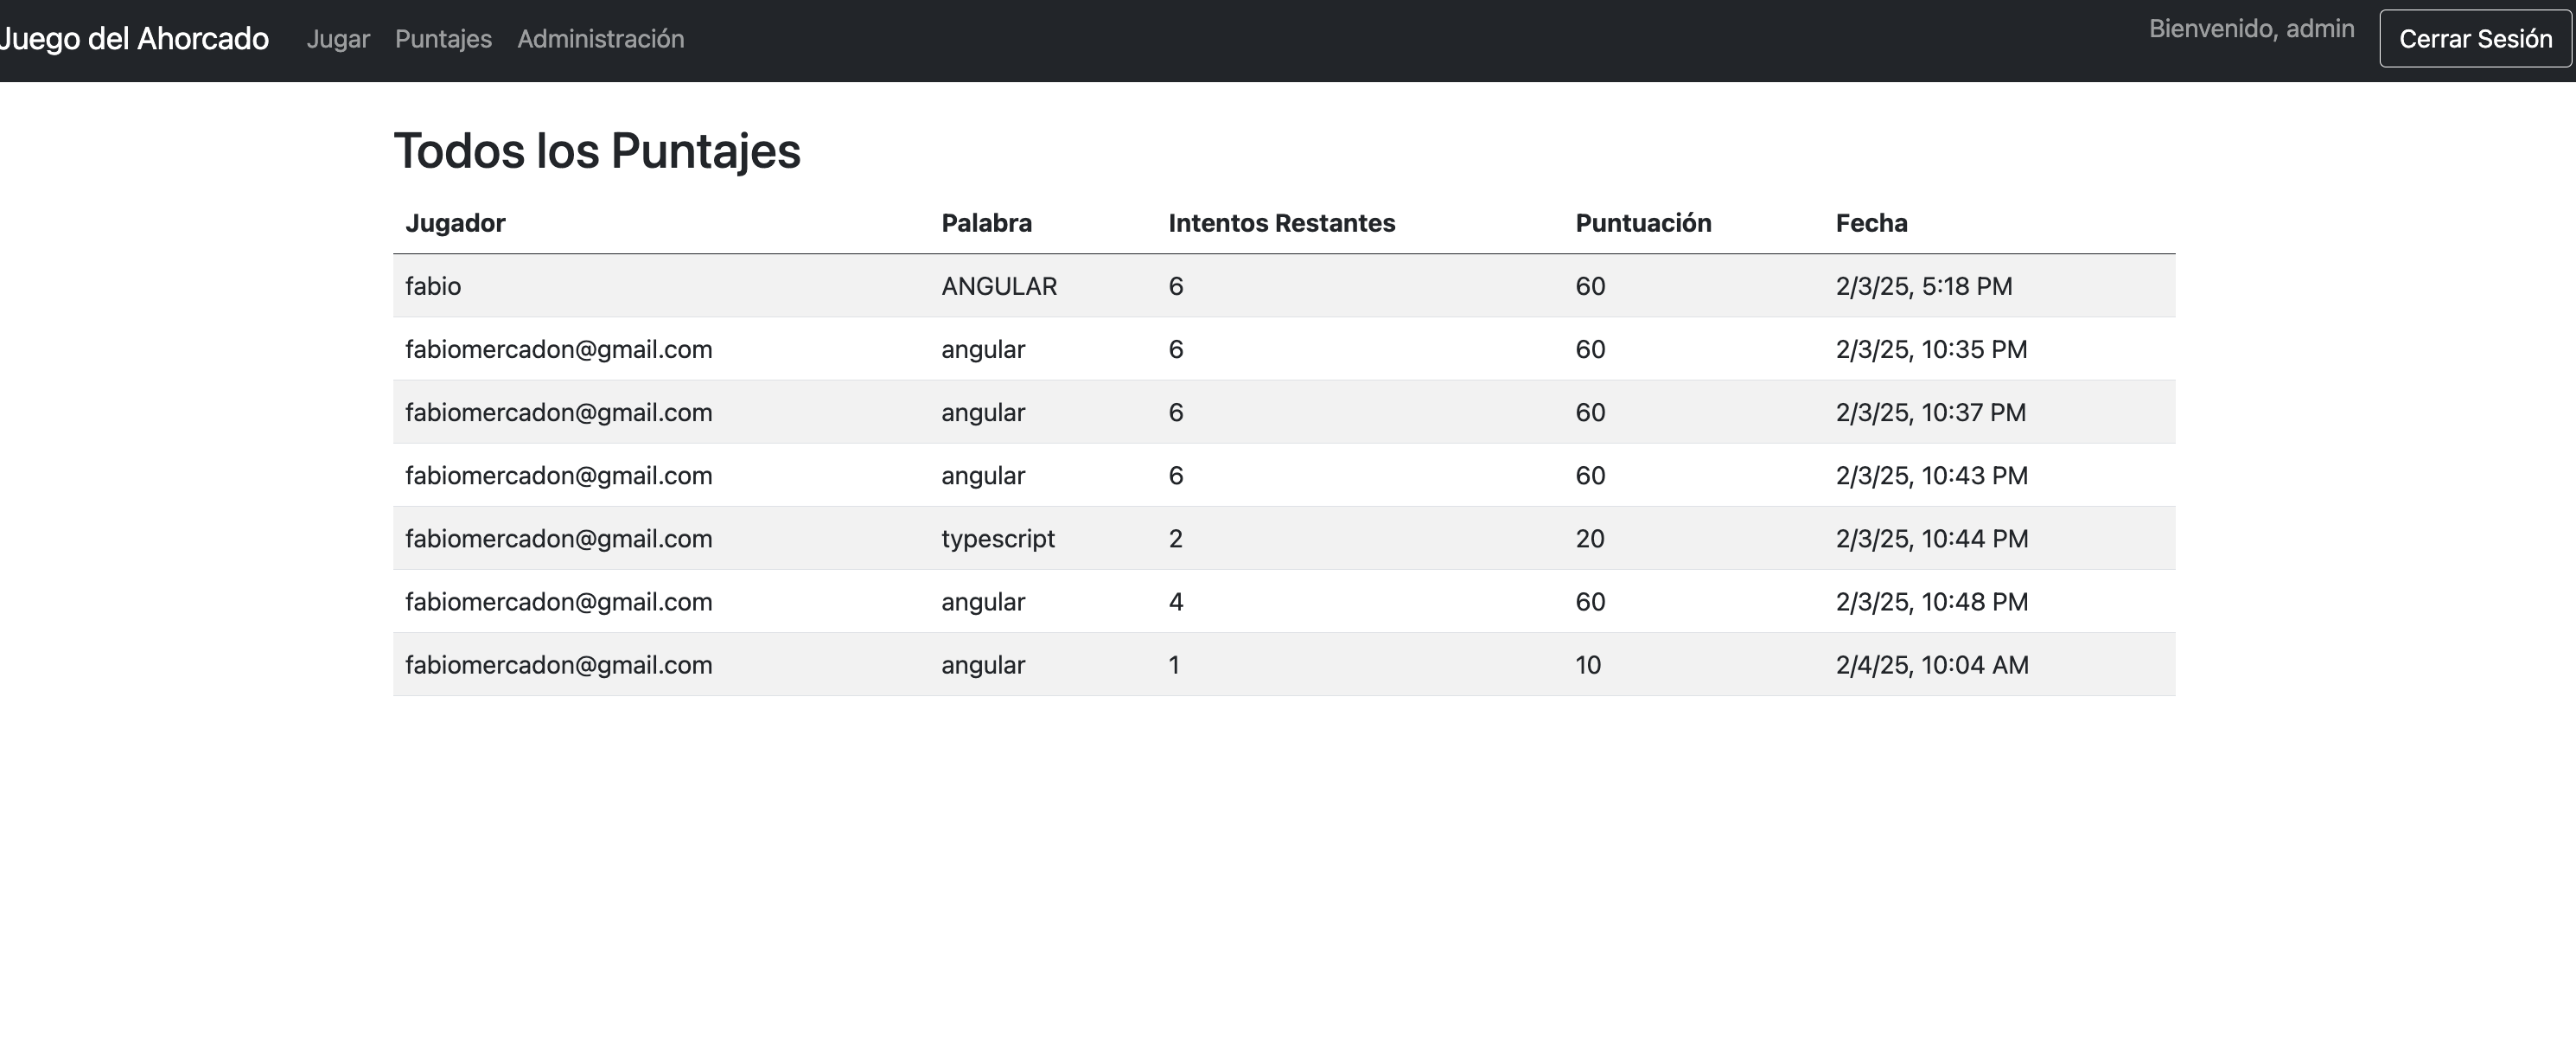 Juego del Ahorcado Jugar Puntajes Administración Bienvenido, admin Cerrar Sesión
Todos los Puntajes
Jugador Palabra Intentos Restantes Puntuación Fecha
fabio ANGULAR 6 60 2/3/25, 5:18 PM
fabiomercadon@gmail.com angular 6 60 2/3/25, 10:35 PM
fabiomercadon@gmail.com angular 6 60 2/3/25, 10:37 PM
fabiomercadon@gmail.com angular 6 60 2/3/25, 10:43 PM
fabiomercadon@gmail.com typescript 2 20 2/3/25, 10:44 PM
fabiomercadon@gmail.com angular 4 60 2/3/25, 10:48 PM
fabiomercadon@gmail.com angular 1 10 2/4/25, 10:04 AM